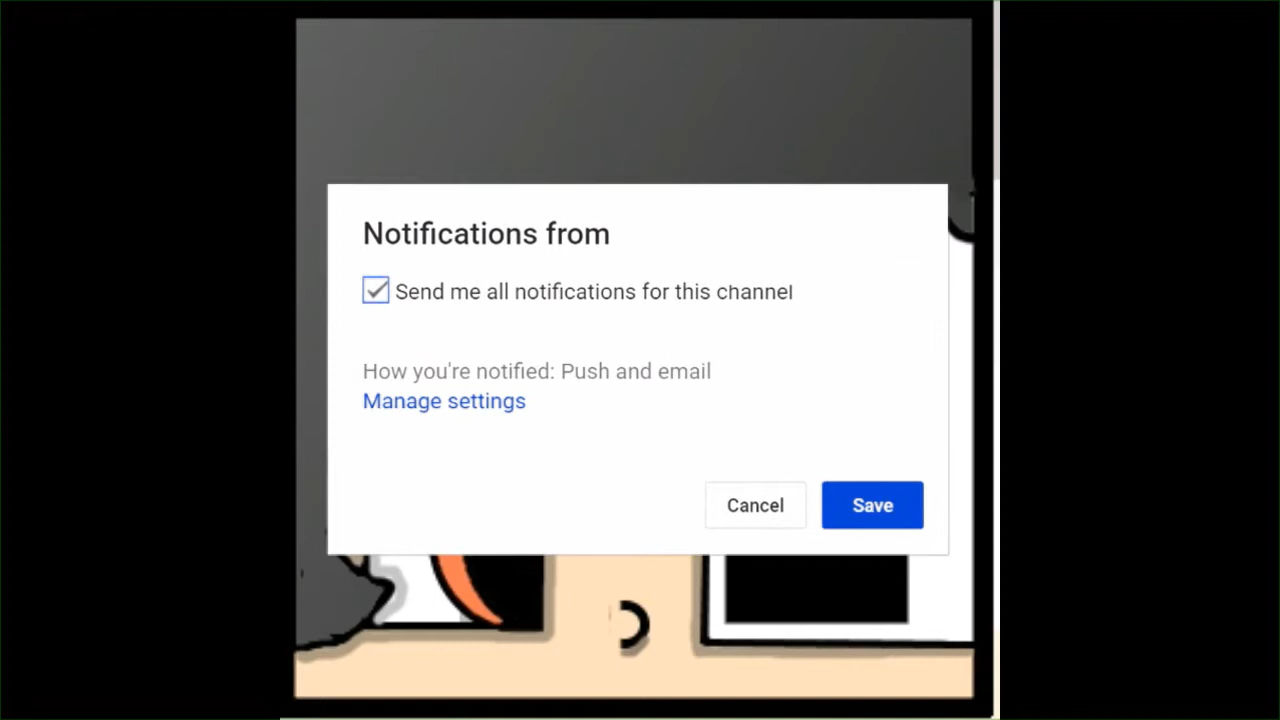 Notifications from
Send me all notifications for this channel
How you're notified: Push and email
Manage settings
Cancel
Save